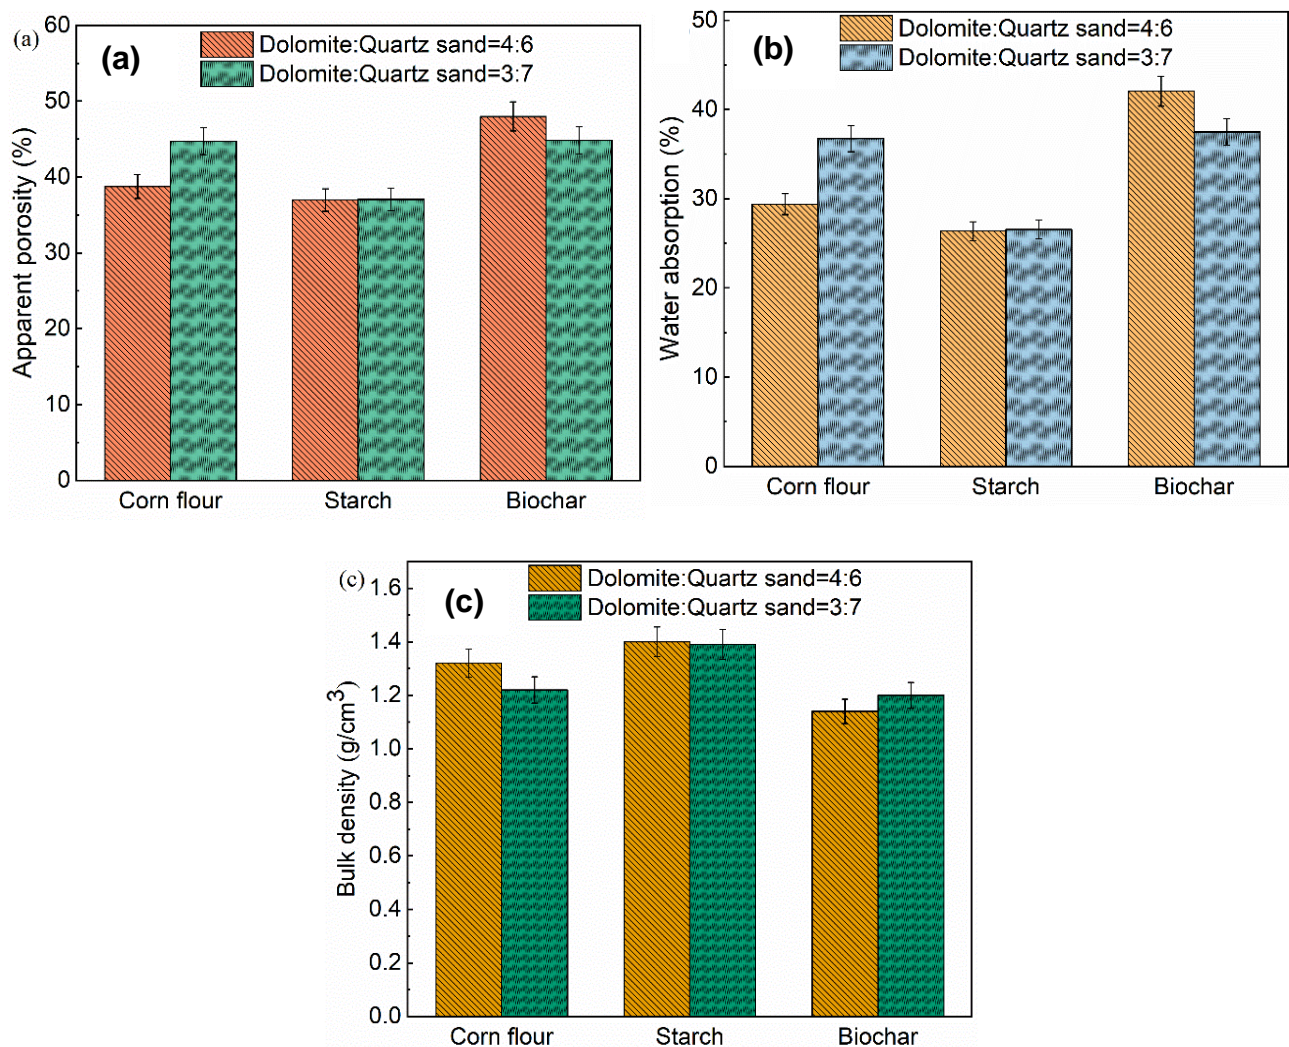 (a)
(a)
Dolomite:Quartz sand=4:6
Dolomite:Quartz sand=3:7
Apparent porosity (%)
60
50
40
30
20
10
0
Corn flour
Starch
Biochar
(b)
Dolomite:Quartz sand=4:6
Dolomite:Quartz sand=3:7
Water absorption (%)
50
40
30
20
10
0
Corn flour
Starch
Biochar
(c)
(c)
Dolomite:Quartz sand=4:6
Dolomite:Quartz sand=3:7
Bulk density (g/cm³)
1.6
1.4
1.2
1.0
0.8
0.6
0.4
0.2
0.0
Corn flour
Starch
Biochar